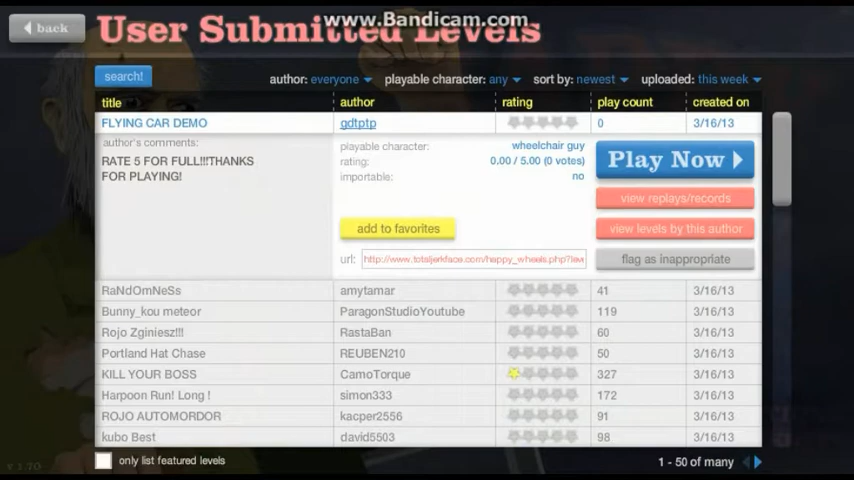 www.Bandicam.com
back
User Submitted Levels
search!
author: everyone playable character: any sort by: newest uploaded: this week
title author rating play count created on
FLYING CAR DEMO gdtptp 0 3/16/13
author's comments:
RATE 5 FOR FULL!!!THANKS
FOR PLAYING!
playable character: wheelchair guy
rating: 0.00 / 5.00 (0 votes)
importable: no
Play Now
view replays/records
add to favorites
view levels by this author
url: http://www.totaljerkface.com/happy_wheels.php?lev
flag as inappropriate
RaNdOmNeSs amytamar 41 3/16/13
Bunny_kou meteor ParagonStudioYoutube 119 3/16/13
Rojo Zginiesz!!! RastaBan 60 3/16/13
Portland Hat Chase REUBEN210 50 3/16/13
KILL YOUR BOSS CamoTorque 327 3/16/13
Harpoon Run! Long ! simon333 172 3/16/13
ROJO AUTOMORDOR kacper2556 91 3/16/13
kubo Best david5503 98 3/16/13
only list featured levels
1 - 50 of many
v 1.70